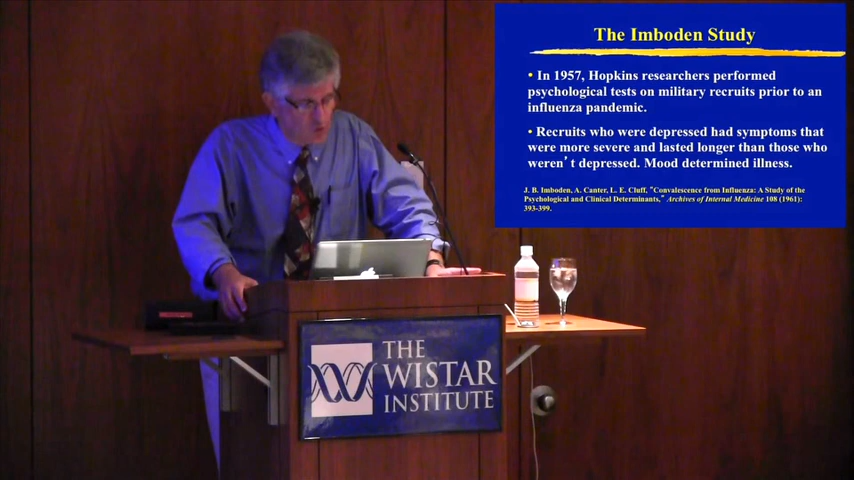 The Imboden Study
• In 1957, Hopkins researchers performed
psychological tests on military recruits prior to an
influenza pandemic.
• Recruits who were depressed had symptoms that
were more severe and lasted longer than those who
weren’t depressed. Mood determined illness.
J. B. Imboden, A. Canter, L. E. Cluff, “Convalescence from Influenza: A Study of the
Psychological and Clinical Determinants,” Archives of Internal Medicine 108 (1961):
393-399.
THE
WISTAR
INSTITUTE